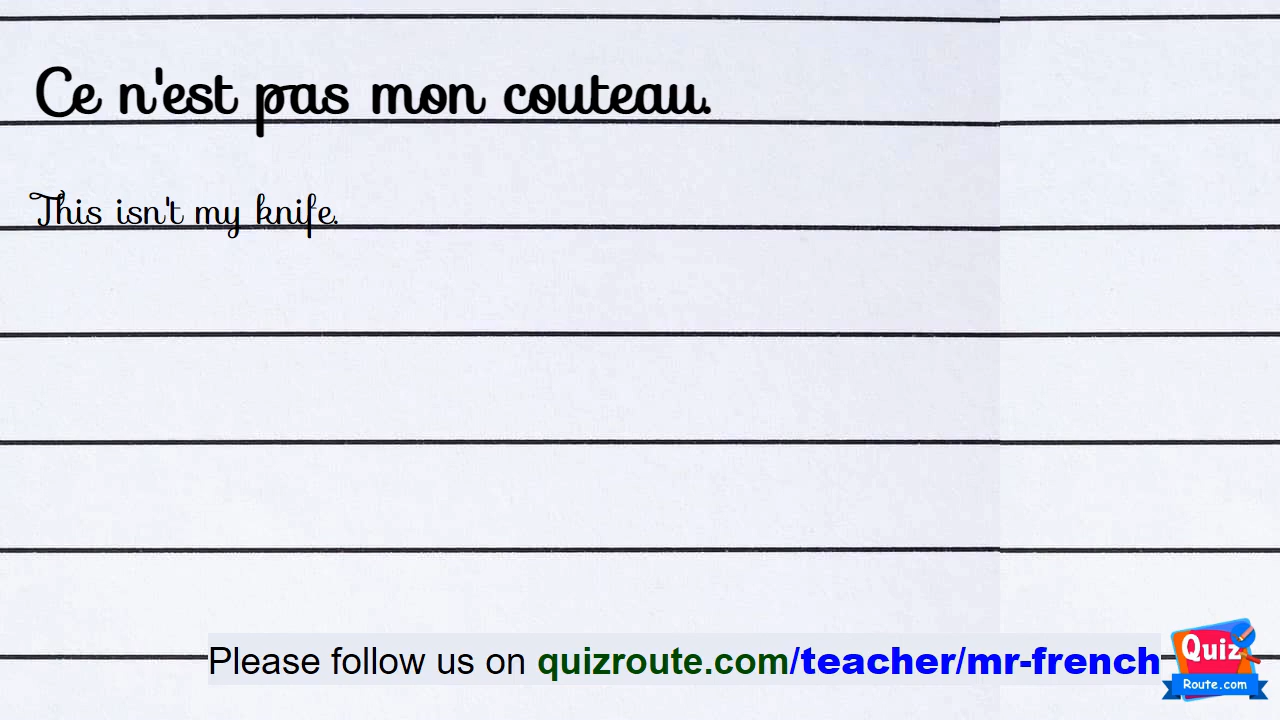 Ce n'est pas mon couteau.
This isn't my knife.
Please follow us on quizroute.com/teacher/mr-french
Quiz
Route.com